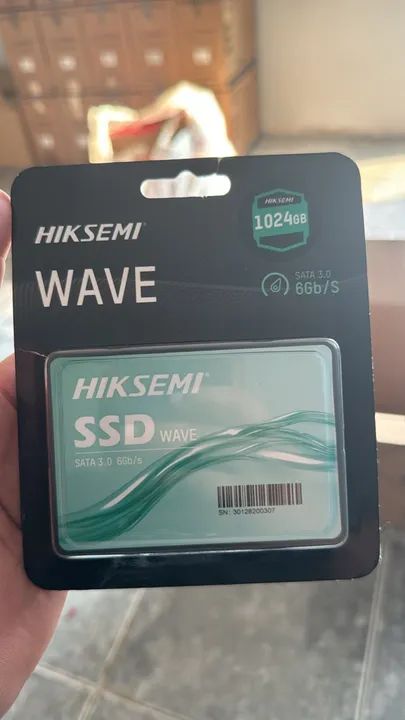 HIKSEMI
1024GB
HIKSEMI®
WAVE
SATA 3.0
6Gb/S
HIKSEMI®
SSD WAVE
SATA 3.0 6Gb/s
SN: 30128200307